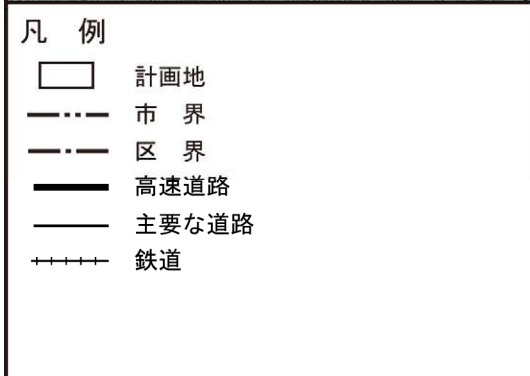 凡　例
計画地
市　界
区　界
高速道路
主要な道路
鉄道